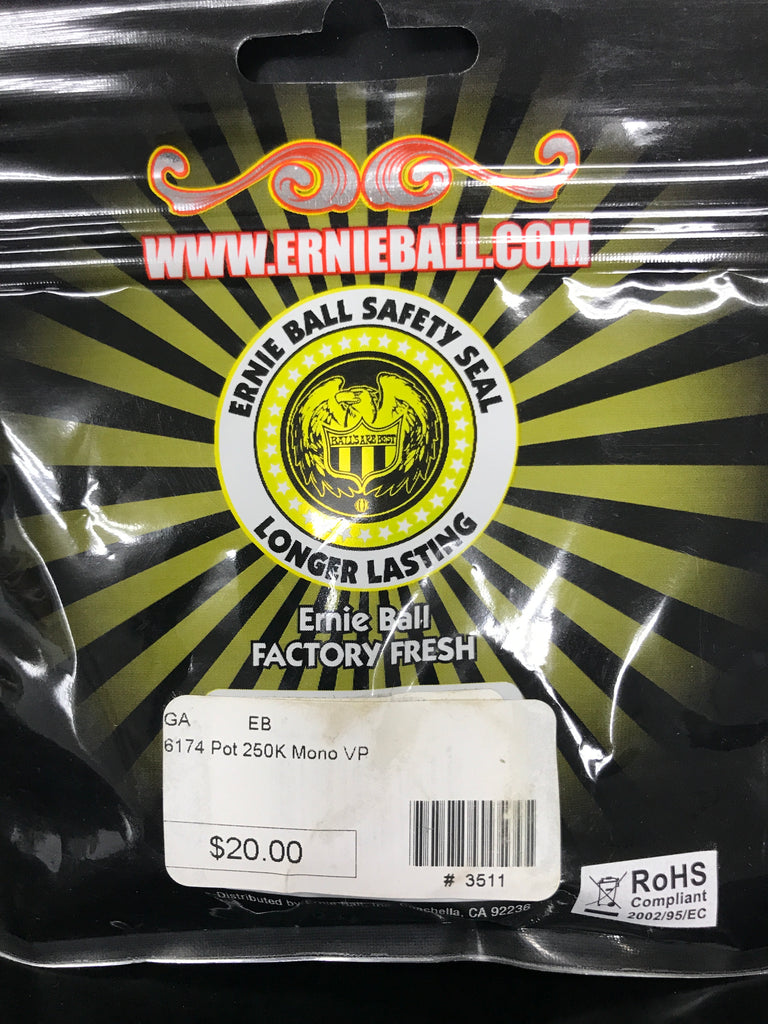 WWW.ERNIEBALL.COM
ERNIE BALL SAFETY SEAL
BALLS ARE BEST
LONGER LASTING
Ernie Ball
FACTORY FRESH
GA EB
6174 Pot 250K Mono VP
$20.00
# 3511
Distributed by CA 92236
RoHS
Compliant
2002/95/EC